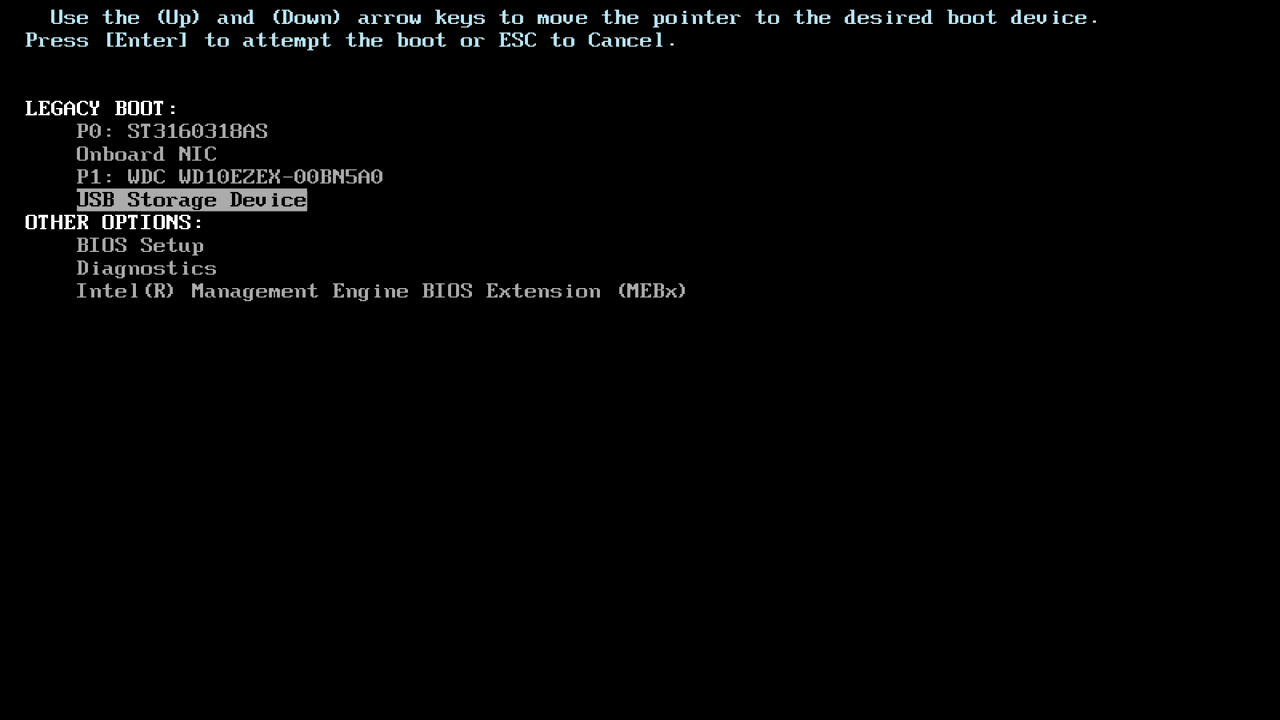 Use the (Up) and (Down) arrow keys to move the pointer to the desired boot device.
Press [Enter] to attempt the boot or ESC to Cancel.
LEGACY BOOT:
P0: ST3160318AS
Onboard NIC
P1: WDC WD10EZEX-00BN5A0
USB Storage Device
OTHER OPTIONS:
BIOS Setup
Diagnostics
Intel(R) Management Engine BIOS Extension (MEBx)